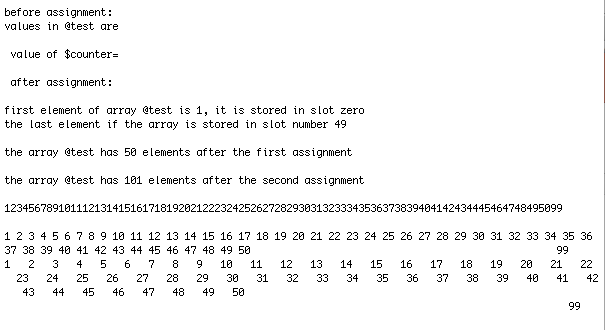 before assignment:
values in @test are
value of $counter=
after assignment:
first element of array @test is 1, it is stored in slot zero
the last element if the array is stored in slot number 49
the array @test has 50 elements after the first assignment
the array @test has 101 elements after the second assignment
123456789101112131415161718192021222324252627282930313233343536373839404142434445464748495099
1 2 3 4 5 6 7 8 9 10 11 12 13 14 15 16 17 18 19 20 21 22 23 24 25 26 27 28 29 30 31 32 33 34 35 36
37 38 39 40 41 42 43 44 45 46 47 48 49 50 99
1 2 3 4 5 6 7 8 9 10 11 12 13 14 15 16 17 18 19 20 21 22
23 24 25 26 27 28 29 30 31 32 33 34 35 36 37 38 39 40 41 42
43 44 45 46 47 48 49 50
99